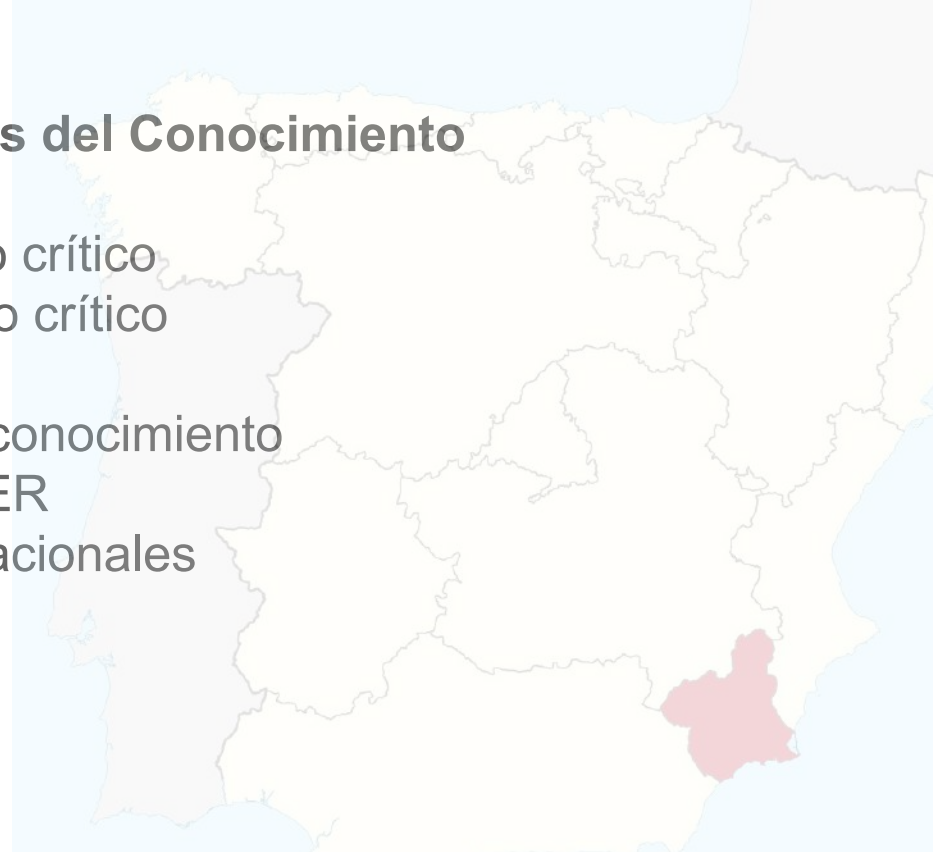 s del Conocimiento
o crítico
o crítico
conocimiento
ER
acionales